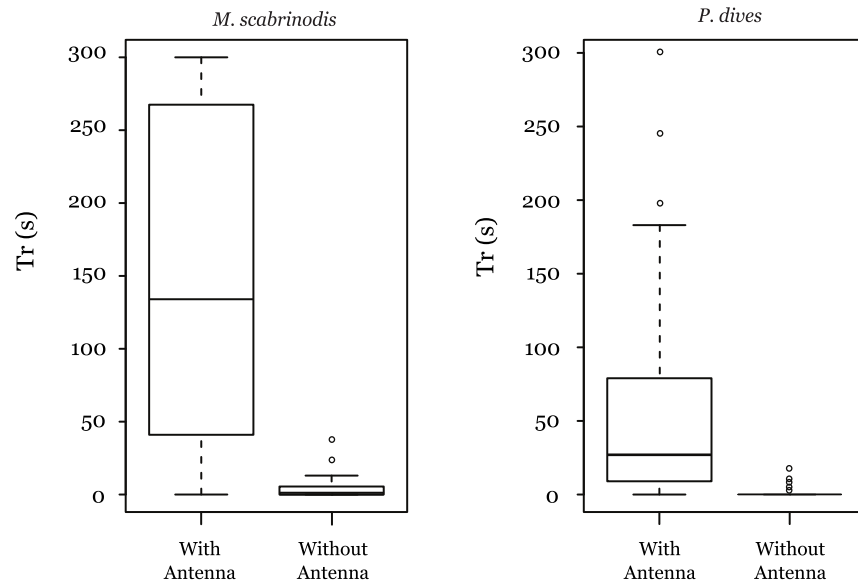 M. scabrinodis
300
250
200
150
100
50
0
Tr (s)
With
Antenna
Without
Antenna
P. dives
300
250
200
150
100
50
0
Tr (s)
With
Antenna
Without
Antenna